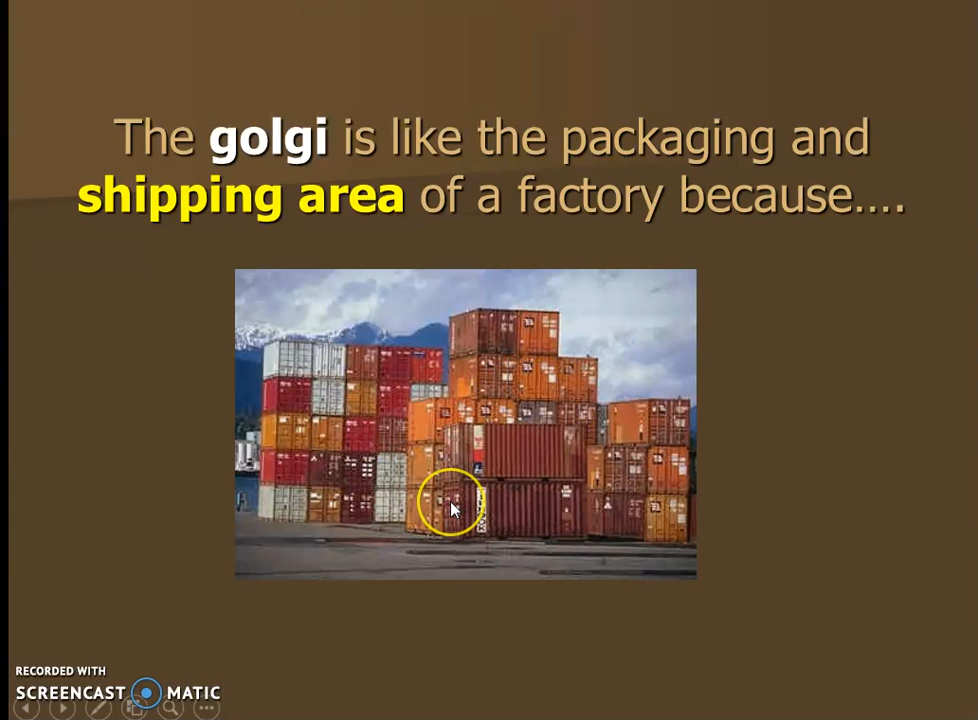 The golgi is like the packaging and
shipping area of a factory because….
RECORDED WITH
SCREENCAST MATIC